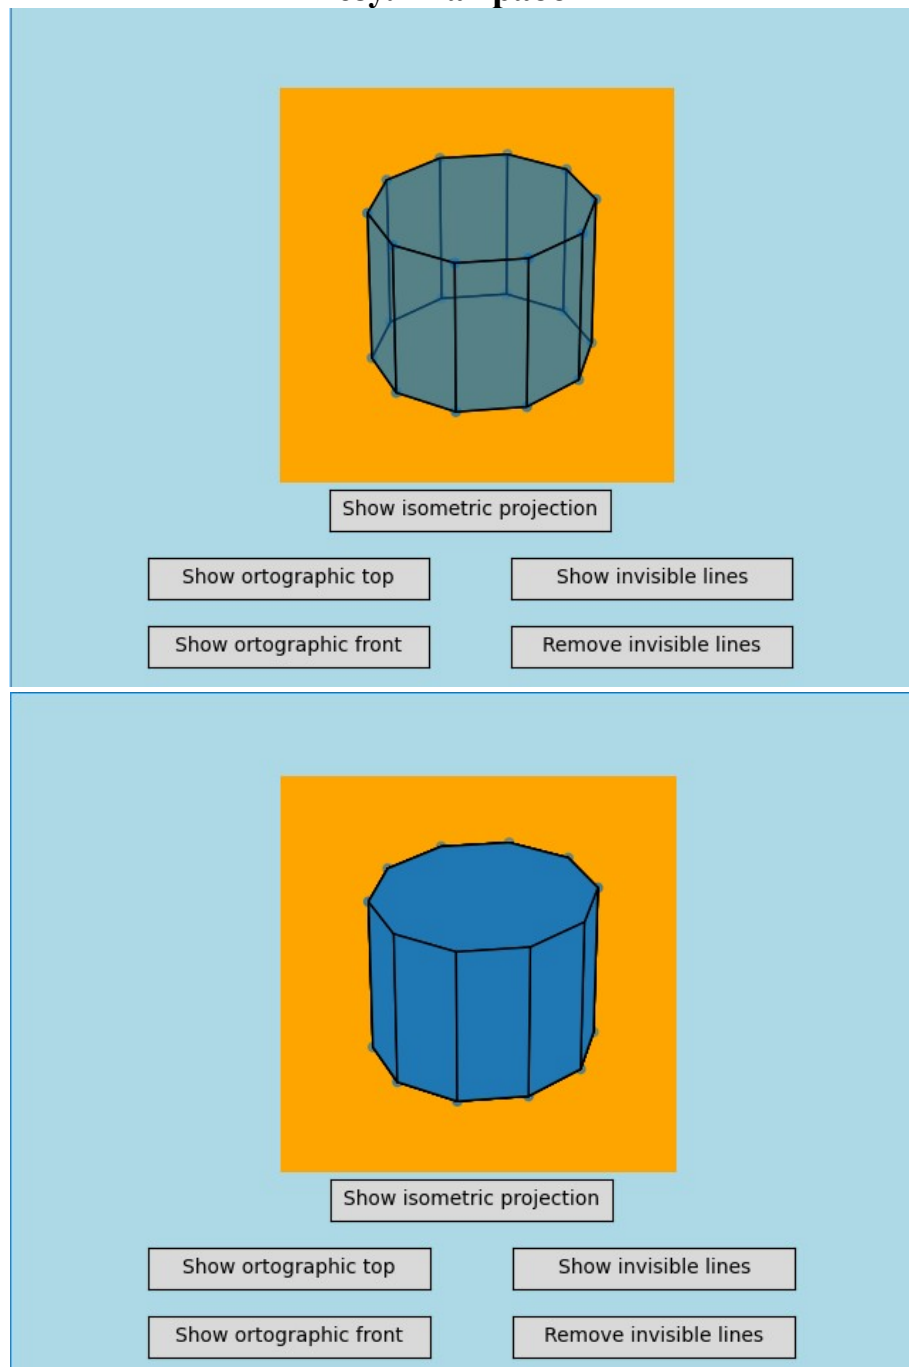 Show isometric projection
Show ortographic top
Show invisible lines
Show ortographic front
Remove invisible lines
Show isometric projection
Show ortographic top
Show invisible lines
Show ortographic front
Remove invisible lines